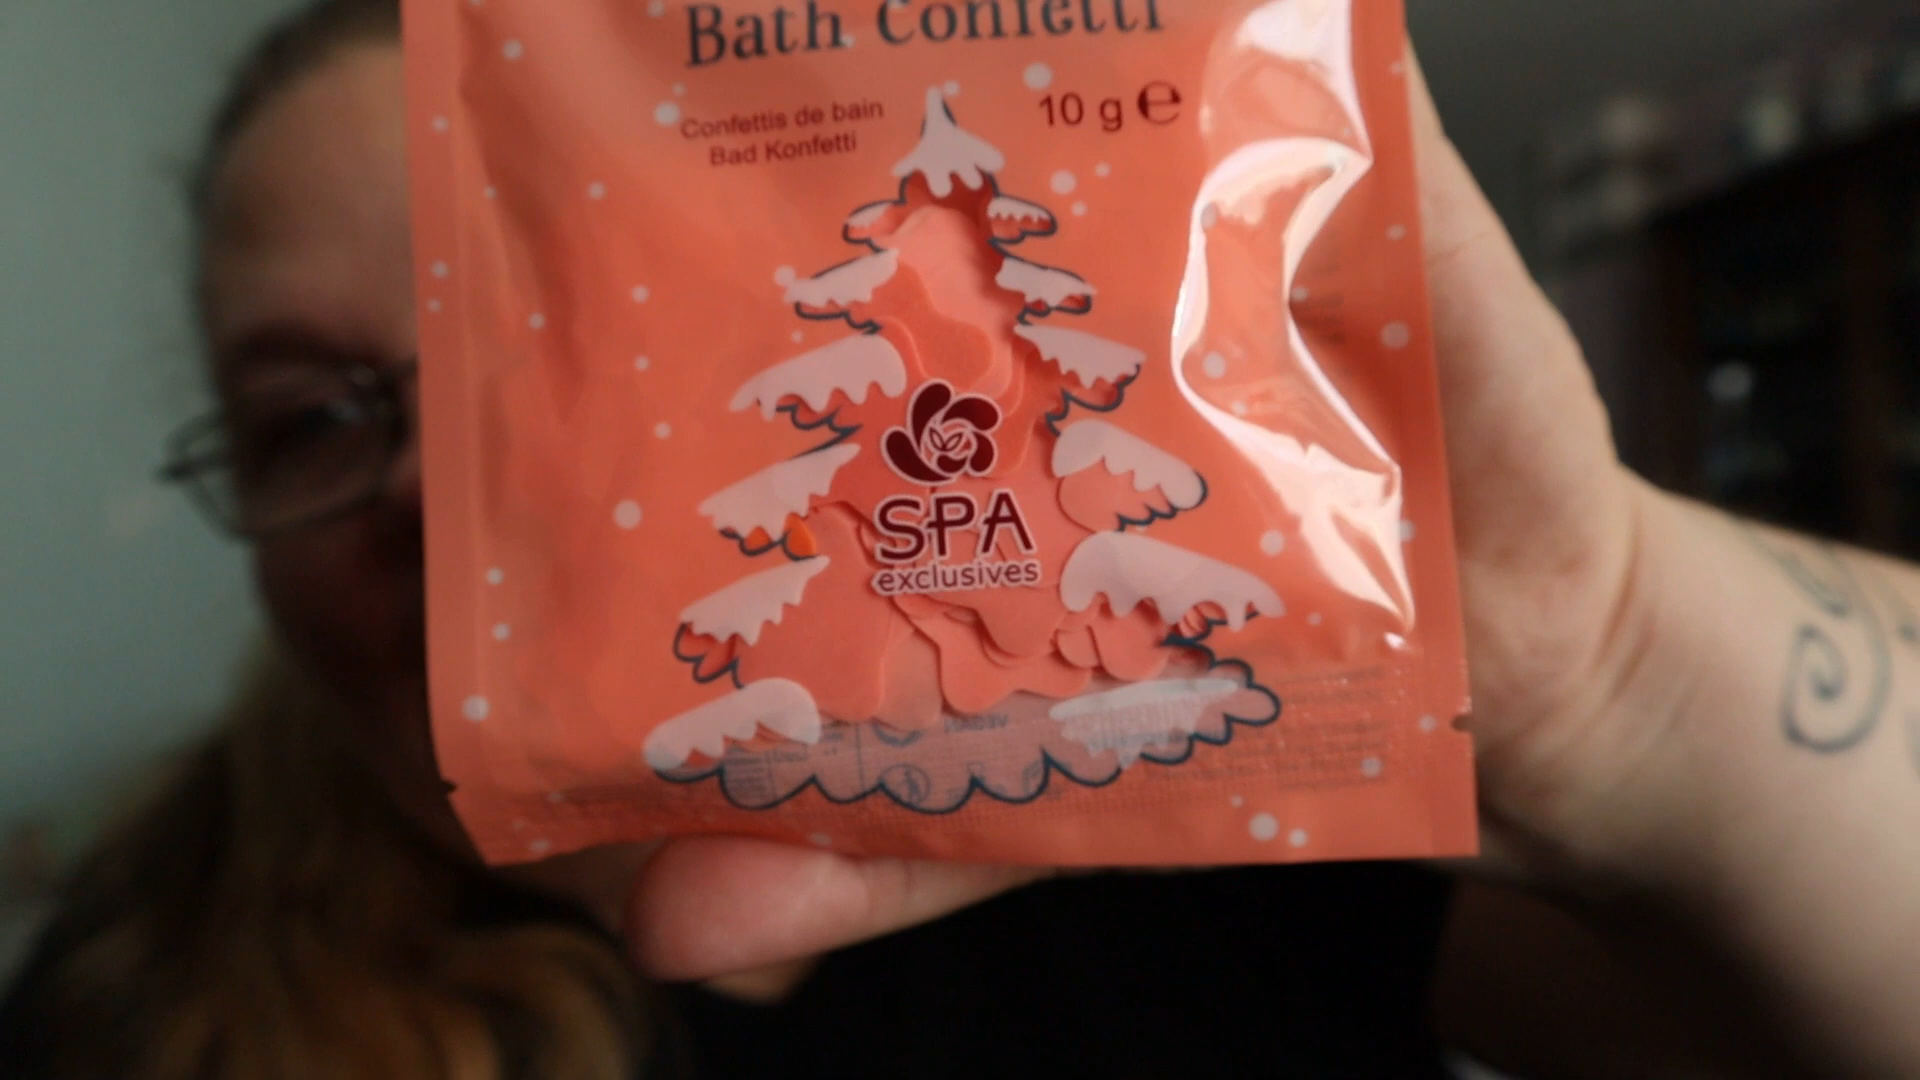 Bath Confetti
Confettis de bain
Bad Konfetti
10 g ℮
SPA
exclusives